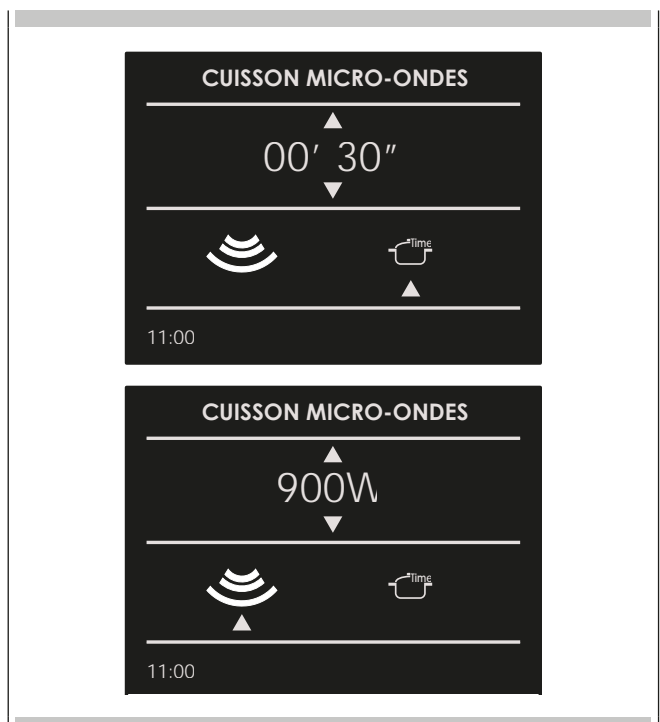 CUISSON MICRO-ONDES
00' 30"
Time
11:00
CUISSON MICRO-ONDES
900W
Time
11:00